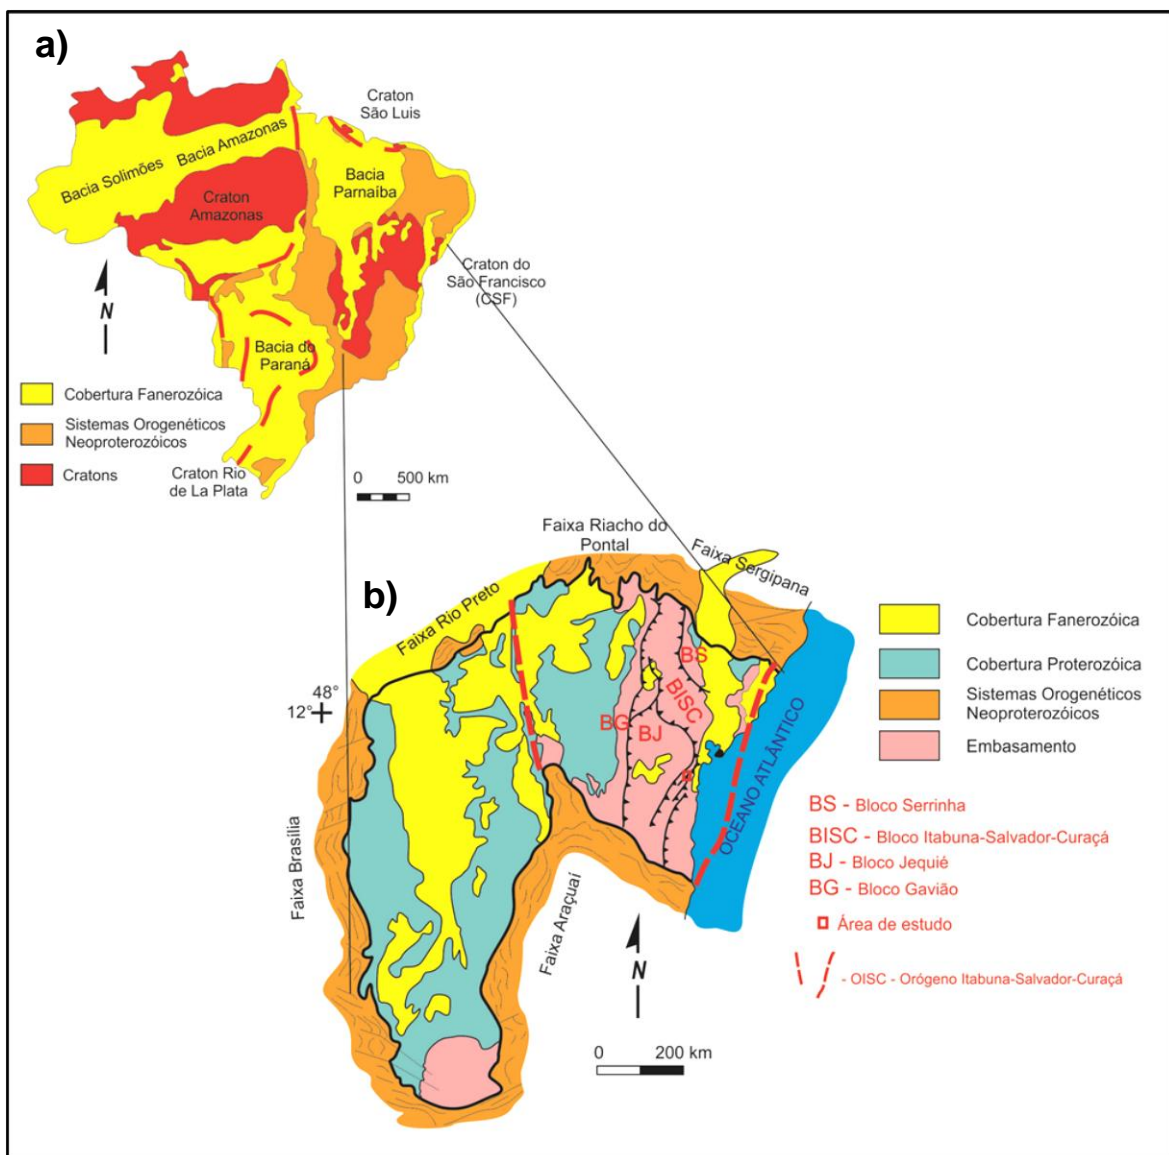 a)
Craton
São Luis
Bacia Solimões
Bacia Amazonas
Bacia
Parnaíba
Craton
Amazonas
Craton do
São Francisco
(CSF)
N
Bacia do
Paraná
Cobertura Fanerozóica
Sistemas Orogenéticos
Neoproterozóicos
Cratons
Craton Rio
de La Plata
0 500 km
b)
Faixa Riacho do
Pontal
Faixa Sergipana
Faixa Rio Preto
48°
12°
BS
BISC
BG
BJ
OCEANO ATLÂNTICO
Faixa Brasília
Faixa Araçuaí
N
0 200 km
Cobertura Fanerozóica
Cobertura Proterozóica
Sistemas Orogenéticos
Neoproterozóicos
Embasamento
BS - Bloco Serrinha
BISC - Bloco Itabuna-Salvador-Curaçá
BJ - Bloco Jequié
BG - Bloco Gavião
Área de estudo
- OISC - Orógeno Itabuna-Salvador-Curaçá